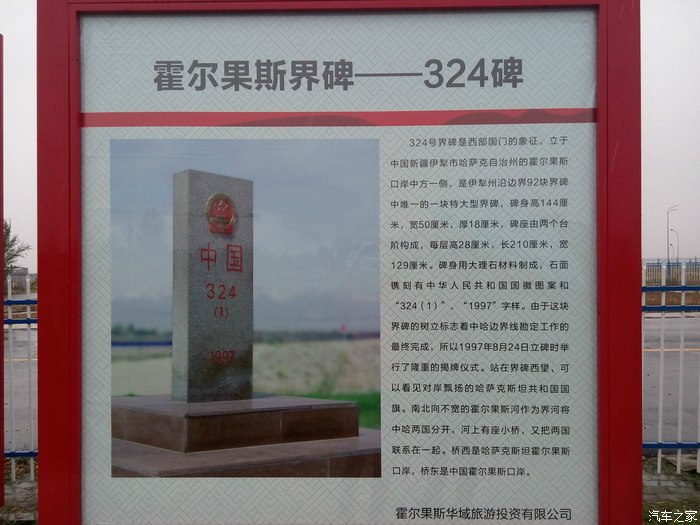 霍尔果斯界碑——324碑
中国
324
(1)
1997
324号界碑是西部国门的象征，立于
中国新疆伊犁市哈萨克自治州的霍尔果斯
口岸中方一侧，是伊犁州沿边界92块界碑
中唯一的一块特大型界碑，碑身高144厘
米，宽50厘米，厚18厘米，碑座由两个台
阶构成，每层高28厘米，长210厘米，宽
129厘米。碑身用大理石材料制成，石面
镌刻有中华人民共和国国徽图案和
“324（1）”、“1997”字样。由于这块
界碑的树立标志着中哈边界线勘定工作的
最终完成，所以1997年8月24日立碑时举
行了隆重的揭牌仪式。站在界碑西望，可
以看见对岸飘扬的哈萨克斯坦共和国国
旗。南北向不宽的霍尔果斯河作为界河将
中哈两国分开，河上有座小桥，又把两国
联系在一起。桥西是哈萨克斯坦霍尔果斯
口岸，桥东是中国霍尔果斯口岸。
霍尔果斯华域旅游投资有限公司
汽车之家